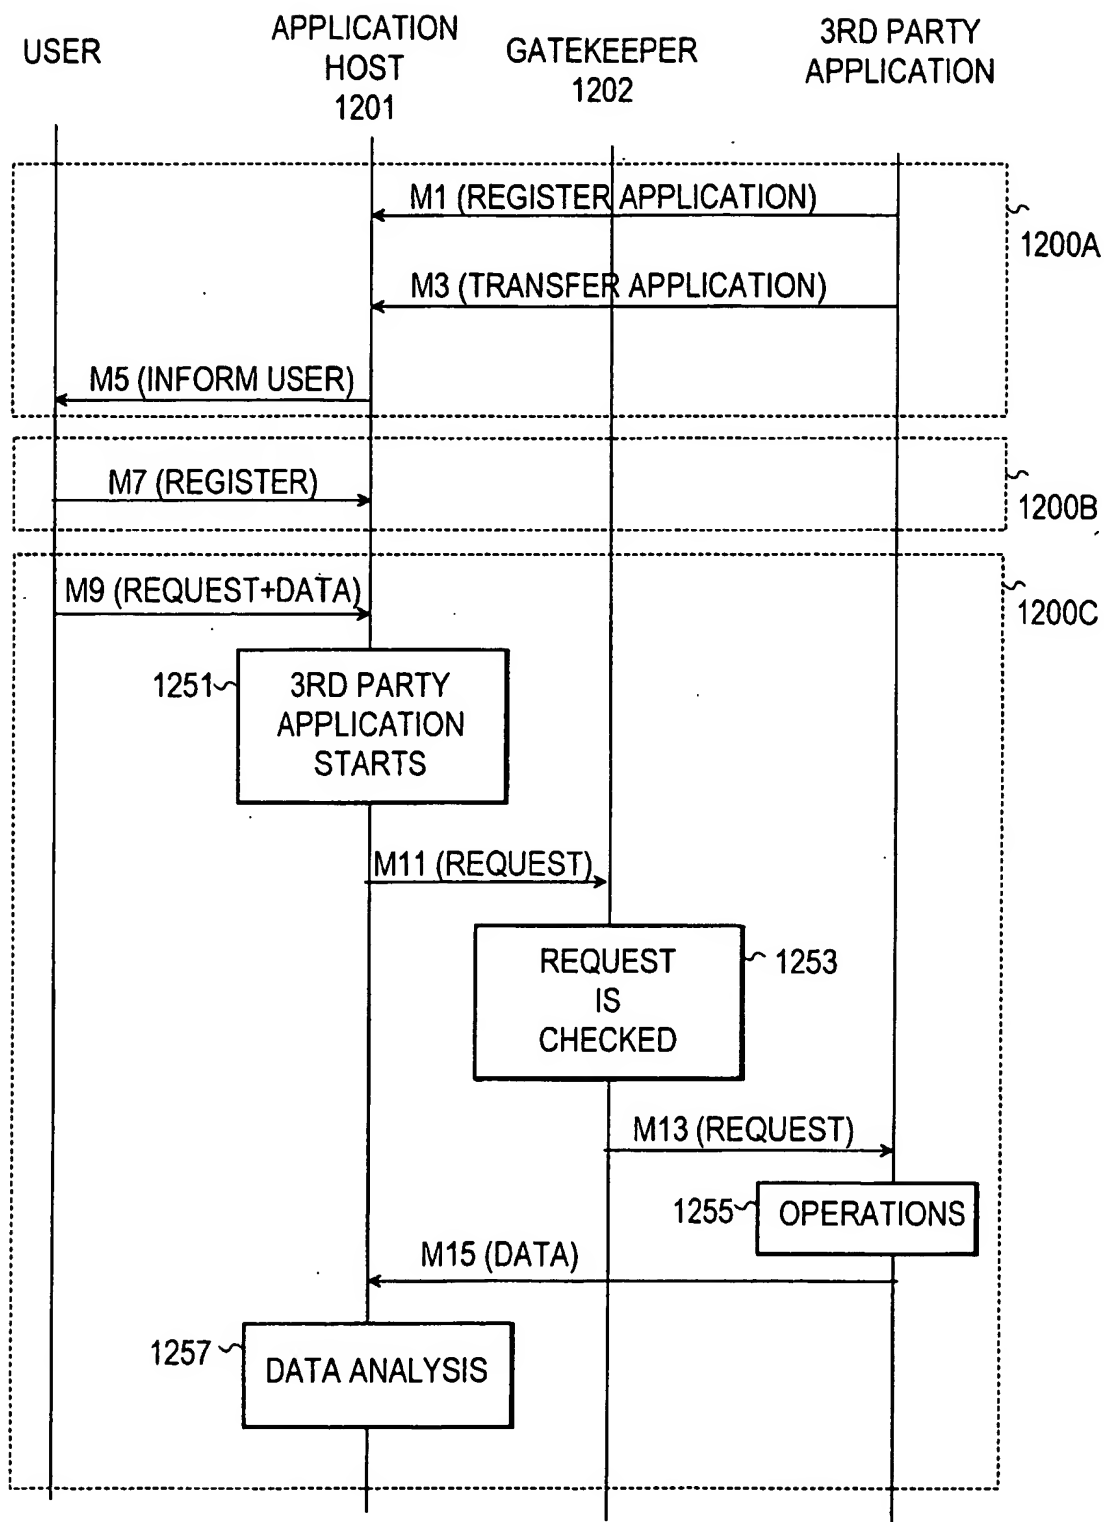 USER
APPLICATION
HOST
1201
GATEKEEPER
1202
3RD PARTY
APPLICATION
M1 (REGISTER APPLICATION)
1200A
M3 (TRANSFER APPLICATION)
M5 (INFORM USER)
M7 (REGISTER)
1200B
M9 (REQUEST+DATA)
1200C
1251
3RD PARTY
APPLICATION
STARTS
M11 (REQUEST)
REQUEST
IS
CHECKED
1253
M13 (REQUEST)
1255
OPERATIONS
M15 (DATA)
1257
DATA ANALYSIS